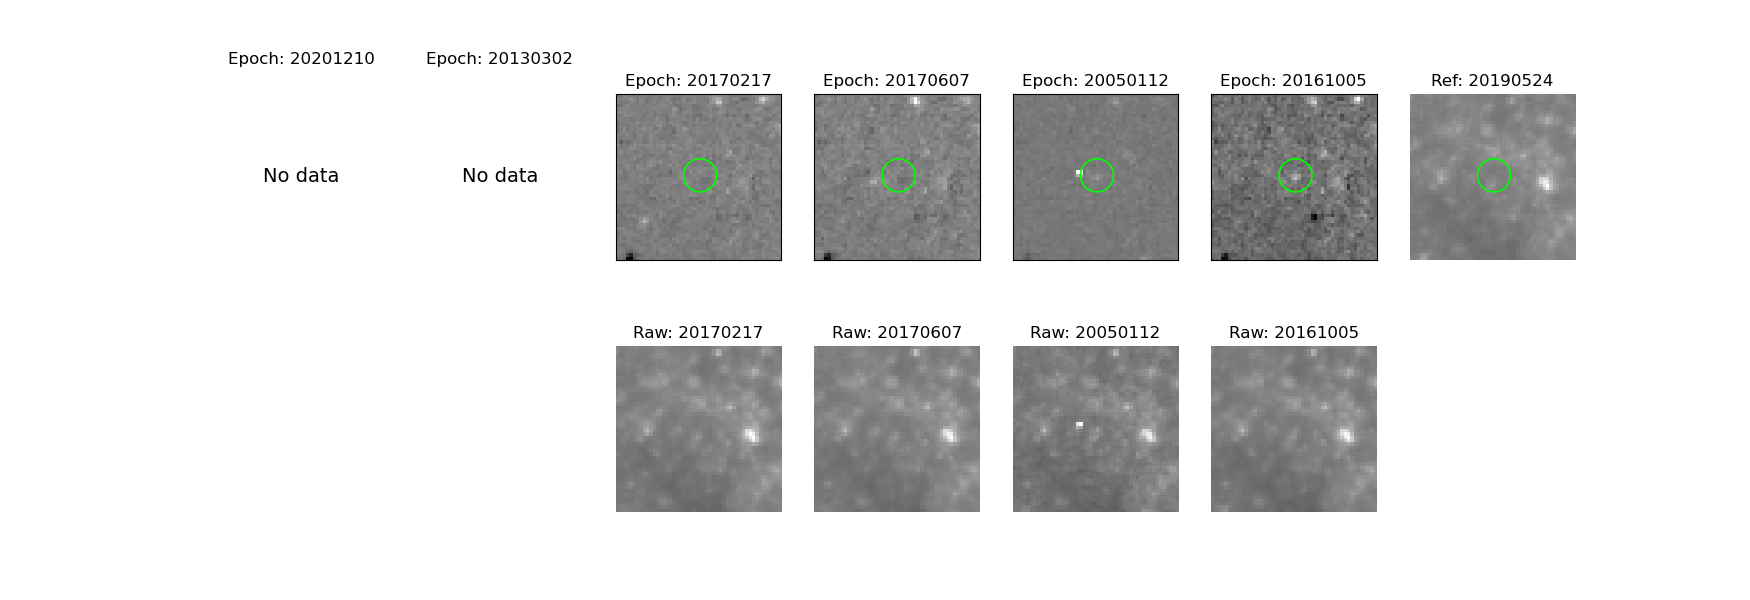 Epoch: 20201210
Epoch: 20130302
Epoch: 20170217
Epoch: 20170607
Epoch: 20050112
Epoch: 20161005
Ref: 20190524
No data
No data
Raw: 20170217
Raw: 20170607
Raw: 20050112
Raw: 20161005